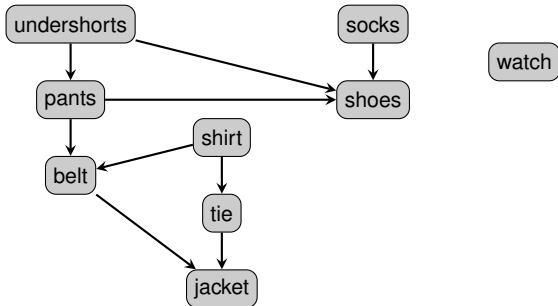 undershorts
socks
watch
pants
shoes
shirt
belt
tie
jacket